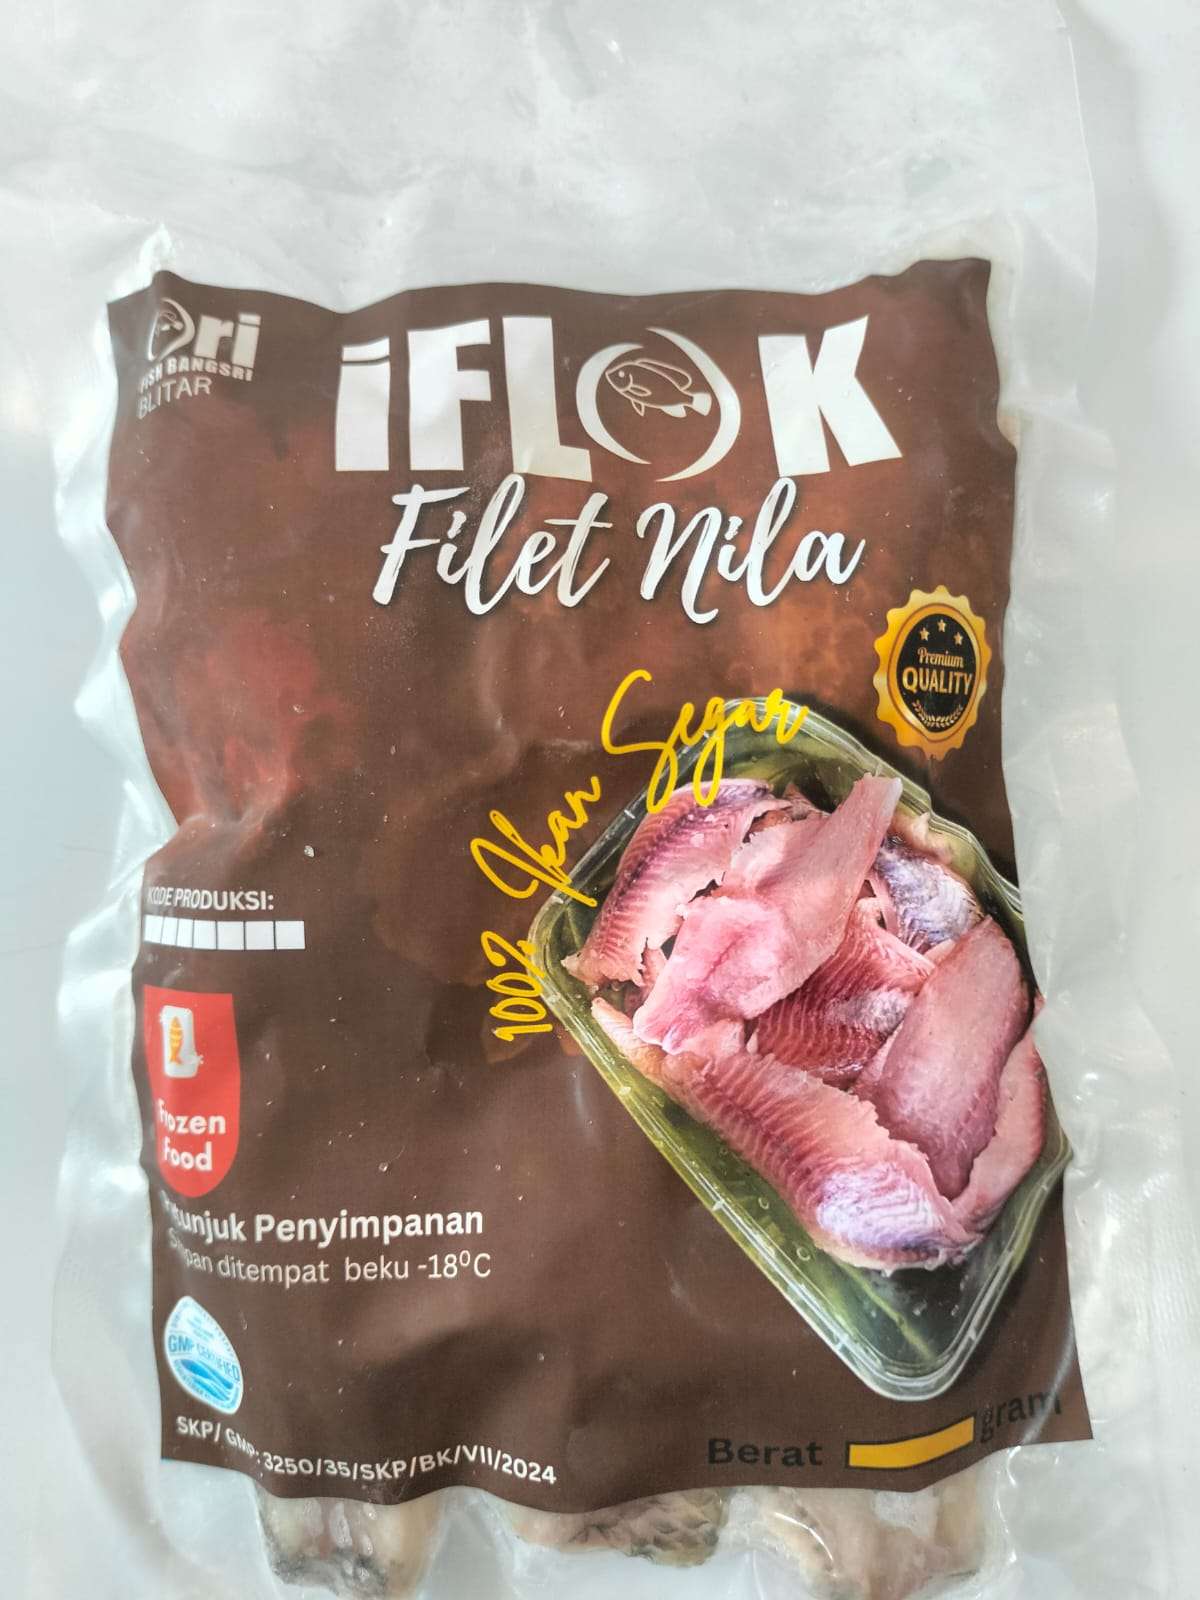 Ori
FISH BANGSRI
BLITAR
iFLOK
Filet Nila
Premium
QUALITY
100% Ikan Segar
KODE PRODUKSI:
Frozen
Food
Petunjuk Penyimpanan
Simpan ditempat beku -18⁰C
GMP CERTIFIED
SKP/ GMP: 3250/35/SKP/BK/VII/2024
Berat gram